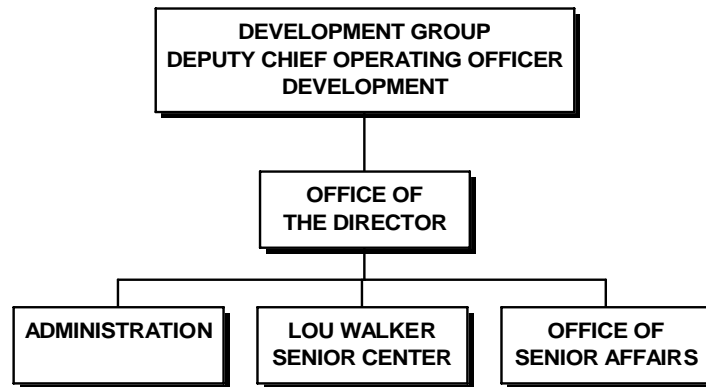 DEVELOPMENT GROUP
DEPUTY CHIEF OPERATING OFFICER
DEVELOPMENT
OFFICE OF
THE DIRECTOR
ADMINISTRATION
LOU WALKER
SENIOR CENTER
OFFICE OF
SENIOR AFFAIRS